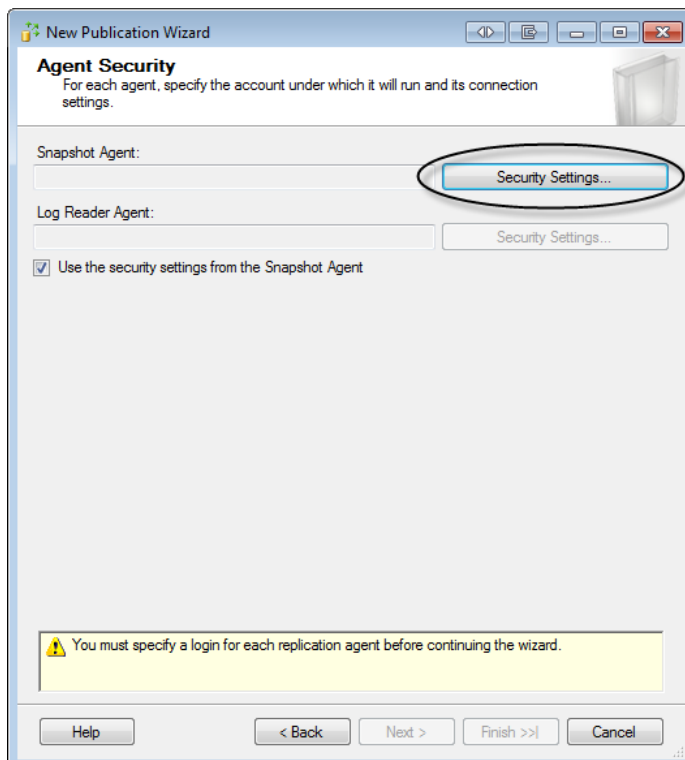 New Publication Wizard
Agent Security
For each agent, specify the account under which it will run and its connection
settings.
Snapshot Agent:
Security Settings...
Log Reader Agent:
Security Settings...
Use the security settings from the Snapshot Agent
You must specify a login for each replication agent before continuing the wizard.
Help
< Back
Next >
Finish >>|
Cancel